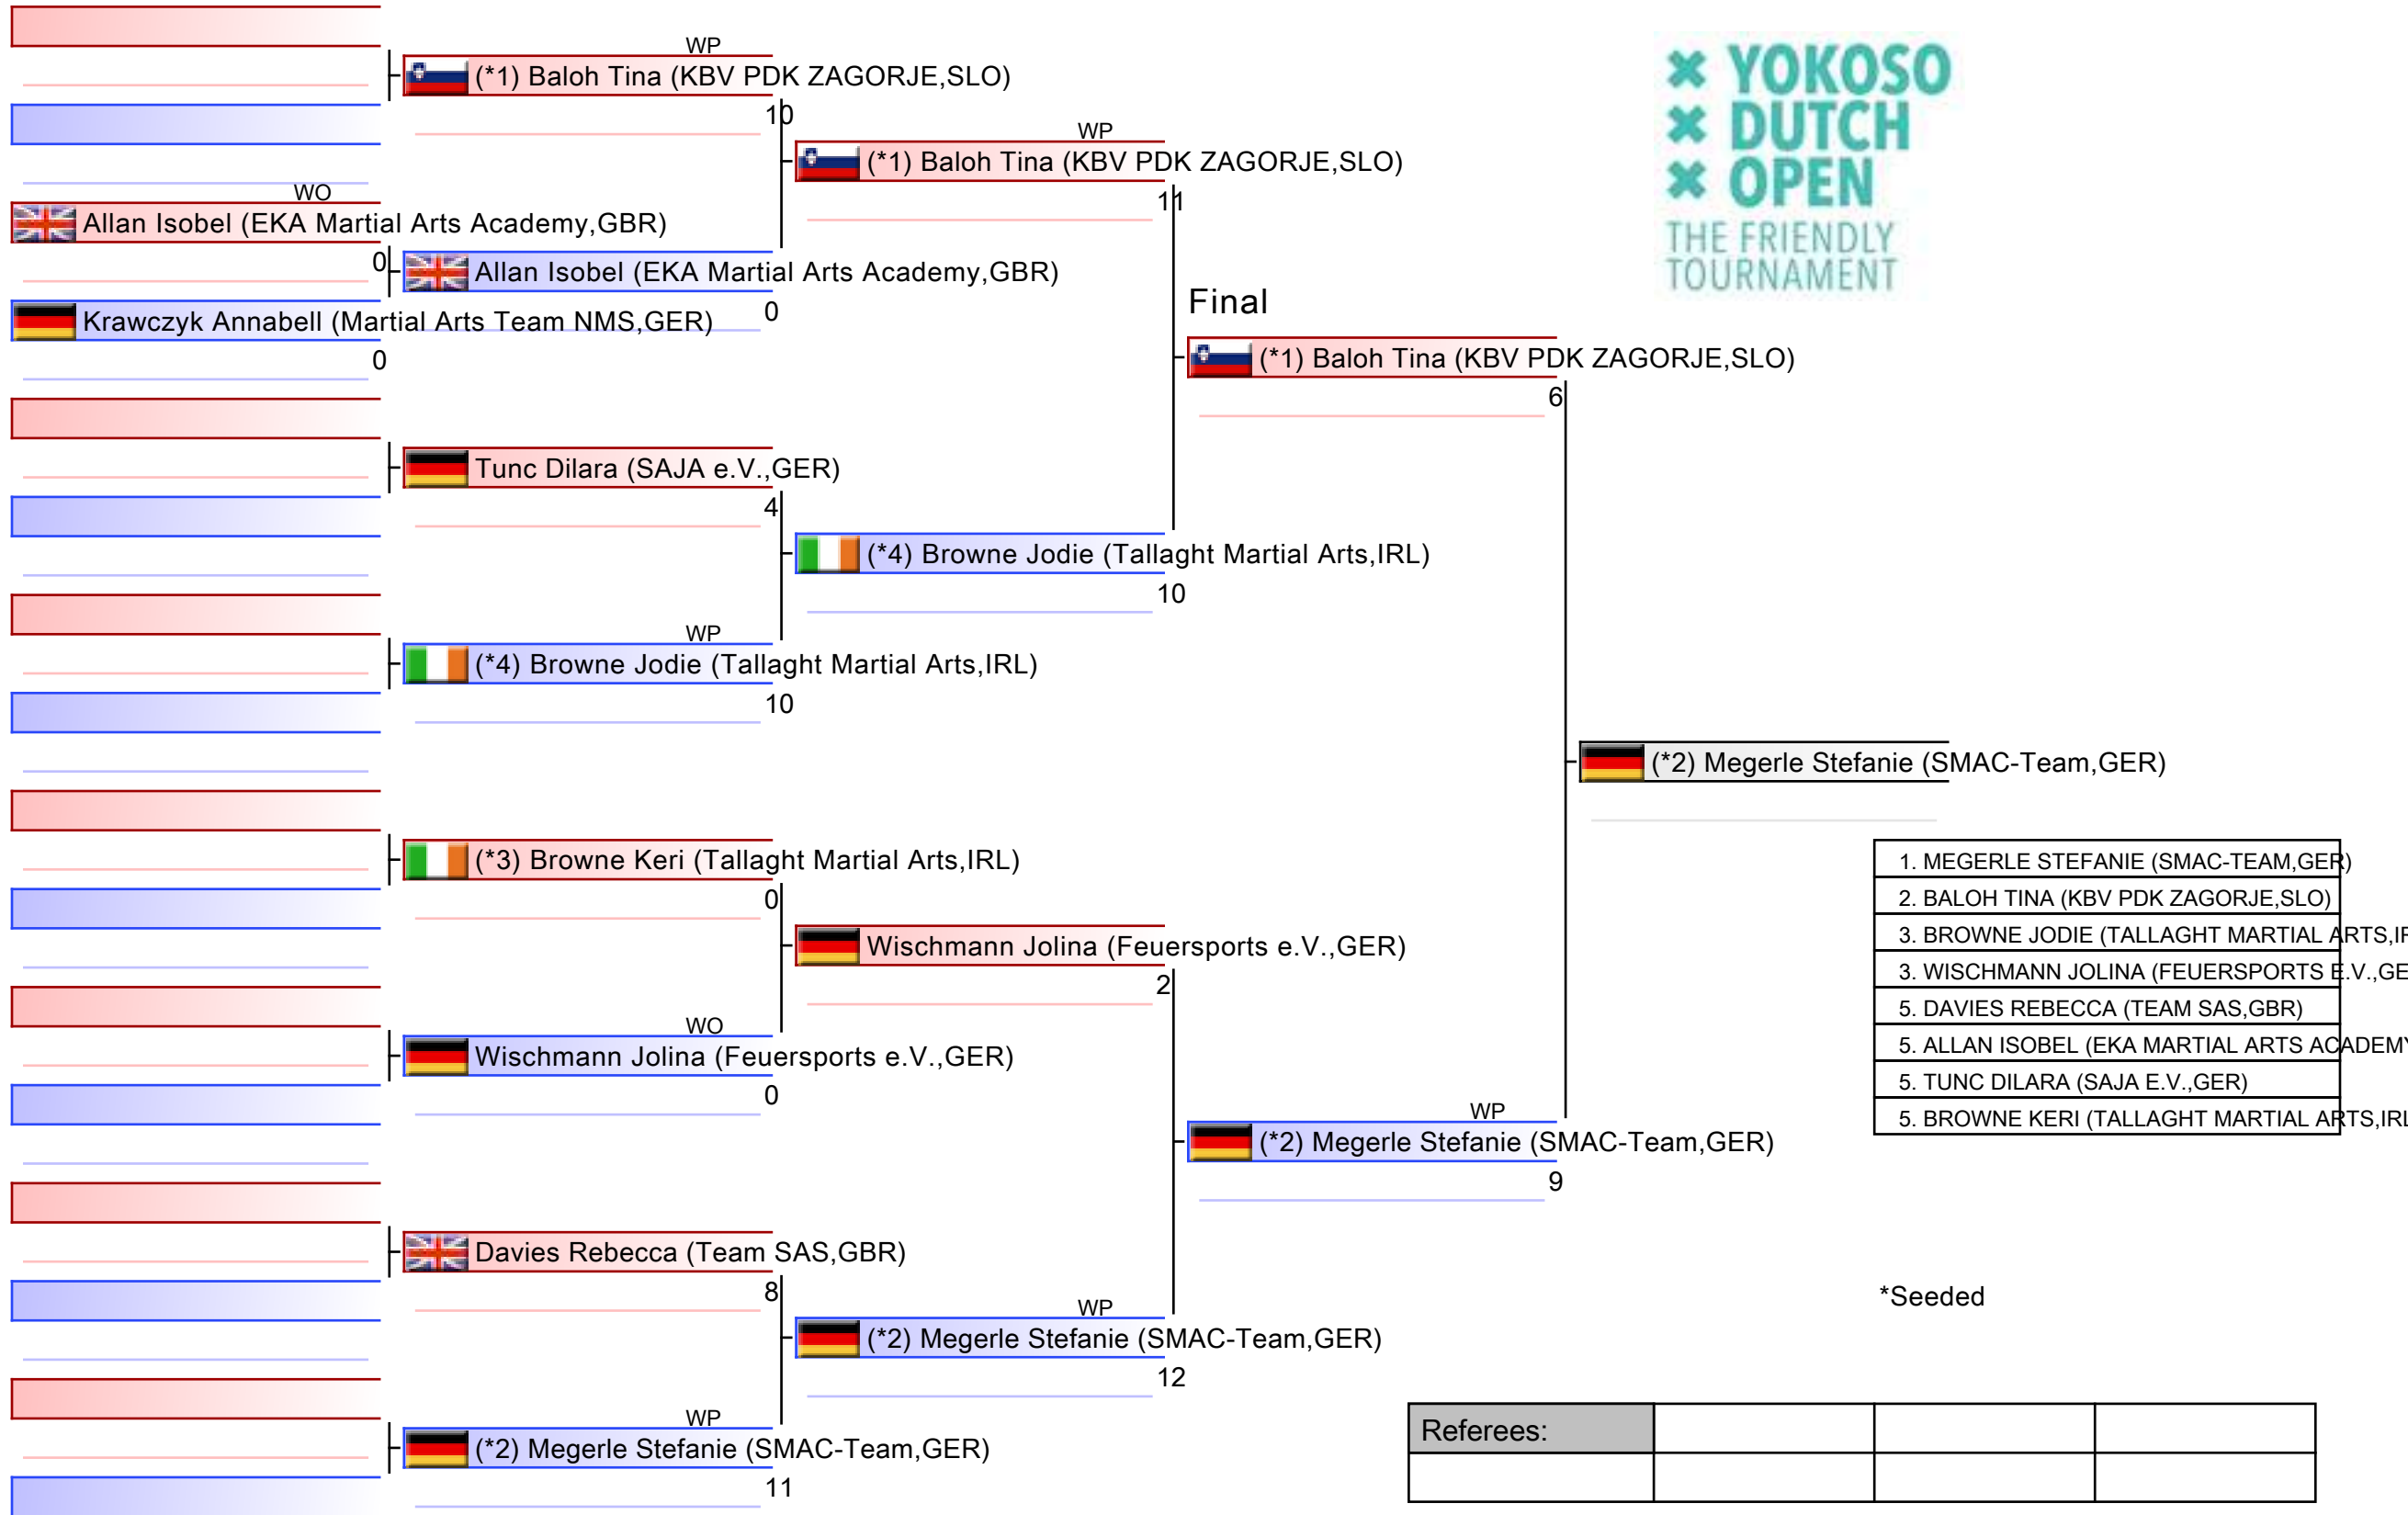 WP
(*1) Baloh Tina (KBV PDK ZAGORJE,SLO)
10
WO
Allan Isobel (EKA Martial Arts Academy,GBR)
0
Allan Isobel (EKA Martial Arts Academy,GBR)
0
Krawczyk Annabell (Martial Arts Team NMS,GER)
0
Tunc Dilara (SAJA e.V.,GER)
4
WP
(*4) Browne Jodie (Tallaght Martial Arts,IRL)
10
(*3) Browne Keri (Tallaght Martial Arts,IRL)
0
WO
Wischmann Jolina (Feuersports e.V.,GER)
0
Davies Rebecca (Team SAS,GBR)
8
WP
(*2) Megerle Stefanie (SMAC-Team,GER)
11
WP
(*1) Baloh Tina (KBV PDK ZAGORJE,SLO)
11
(*4) Browne Jodie (Tallaght Martial Arts,IRL)
10
Wischmann Jolina (Feuersports e.V.,GER)
2
WP
(*2) Megerle Stefanie (SMAC-Team,GER)
12
Final
(*1) Baloh Tina (KBV PDK ZAGORJE,SLO)
6
WP
(*2) Megerle Stefanie (SMAC-Team,GER)
9
(*2) Megerle Stefanie (SMAC-Team,GER)
YOKOSO
DUTCH
OPEN
THE FRIENDLY
TOURNAMENT
1. MEGERLE STEFANIE (SMAC-TEAM,GER)
2. BALOH TINA (KBV PDK ZAGORJE,SLO)
3. BROWNE JODIE (TALLAGHT MARTIAL ARTS,IR
3. WISCHMANN JOLINA (FEUERSPORTS E.V.,GE
5. DAVIES REBECCA (TEAM SAS,GBR)
5. ALLAN ISOBEL (EKA MARTIAL ARTS ACADEMY
5. TUNC DILARA (SAJA E.V.,GER)
5. BROWNE KERI (TALLAGHT MARTIAL ARTS,IRL
*Seeded
Referees: